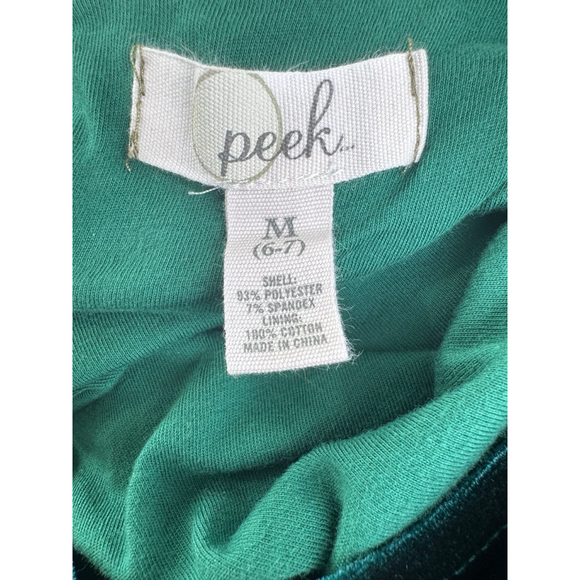 peek...
M
(6-7)
SHELL:
93% POLYESTER
7% SPANDEX
LINING:
100% COTTON
MADE IN CHINA